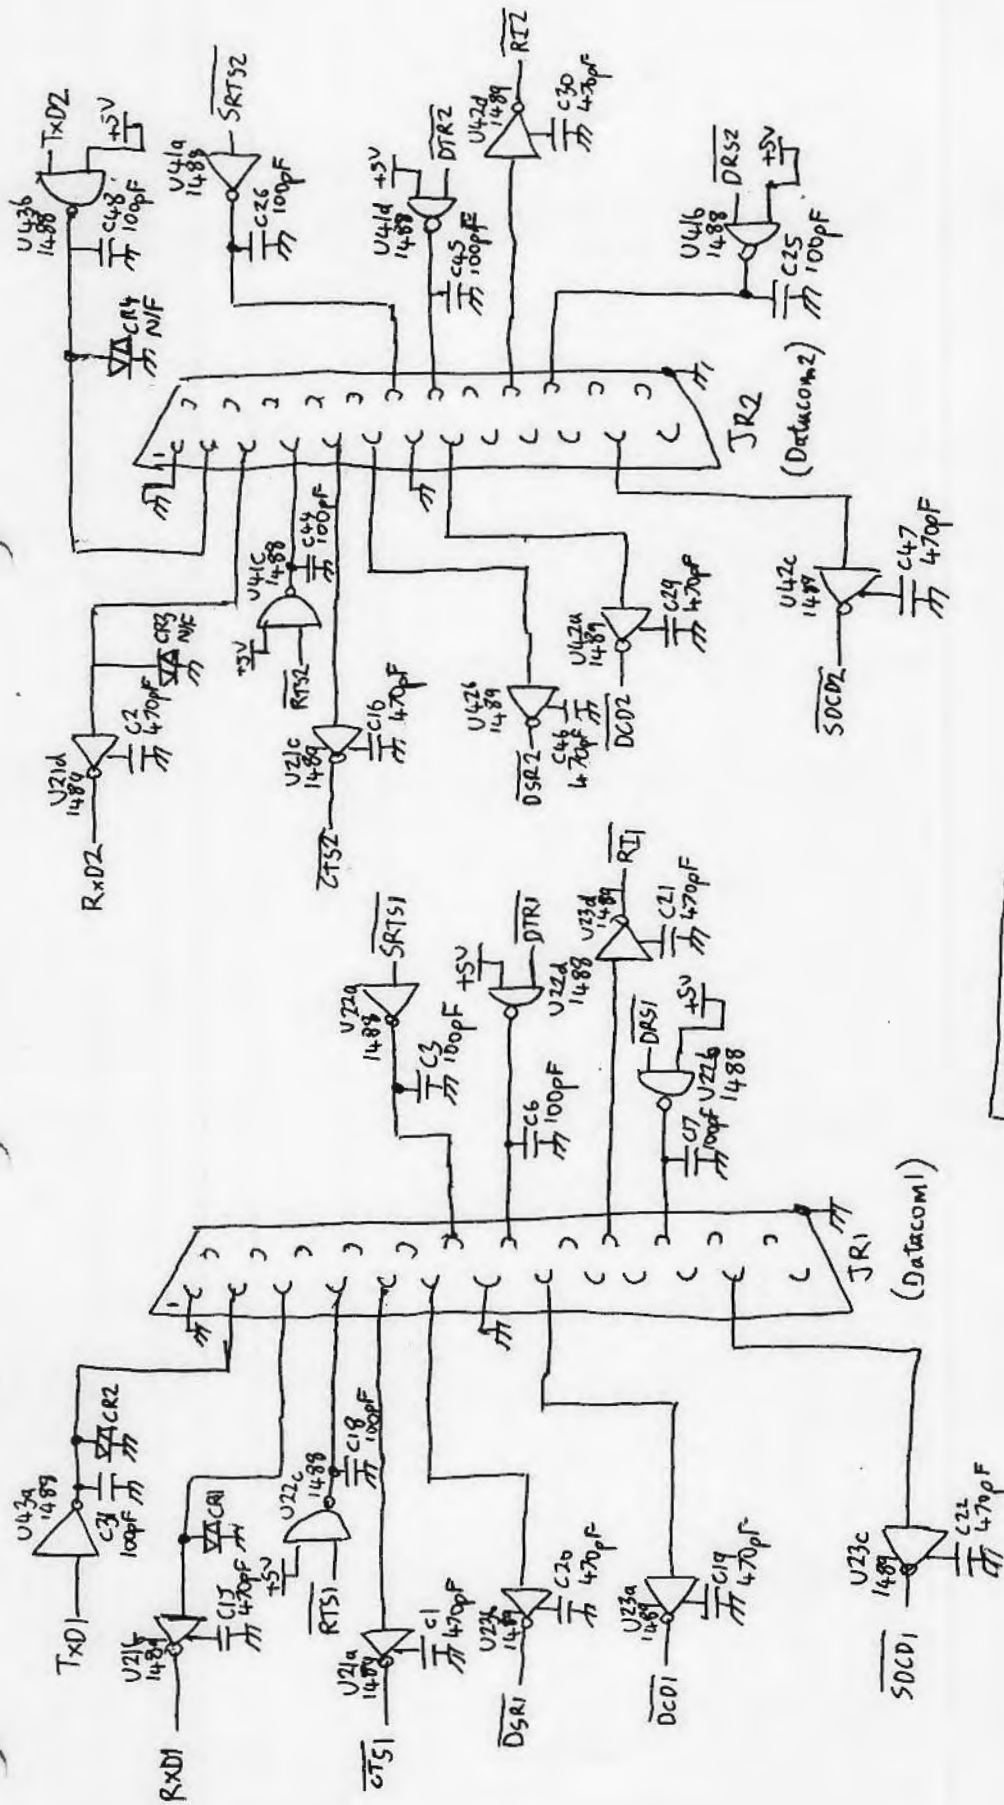 U43b
1488
TxD2
+5V
C48
100pF
CR4
N/F
U41a
1488
SRTS2
C26
100pF
U41d
1488
+5V
DTR2
C45
100pF
U42d
1489
RI2
C30
470pF
U41b
1488
DRS2
+5V
C25
100pF
1
JR2
(Datacom2)
RxD2
U21d
1489
C2
470pF
CR3
N/F
U41c
1488
+5V
RTS2
C44
100pF
CTS2
U21c
1489
C16
470pF
U42b
1489
DSR2
C46
470pF
U42a
1489
DCD2
C29
470pF
U42c
1489
SDCD2
C47
470pF
TxD1
U43a
1488
C31
100pF
CR2
RxD1
U21b
1489
C15
470pF
CR1
U22c
1488
+5V
RTS1
C18
100pF
CTS1
U21a
1489
C1
470pF
U23b
1489
DSR1
C20
470pF
U23a
1489
DCD1
C19
470pF
U23c
1489
SDCD1
C22
470pF
1
JR1
(Datacom1)
U22a
1488
SRTS1
C3
100pF
+5V
DTR1
U22d
1488
C6
100pF
U23d
1489
RI1
C21
470pF
DRS1
+5V
U22b
1488
C17
100pF